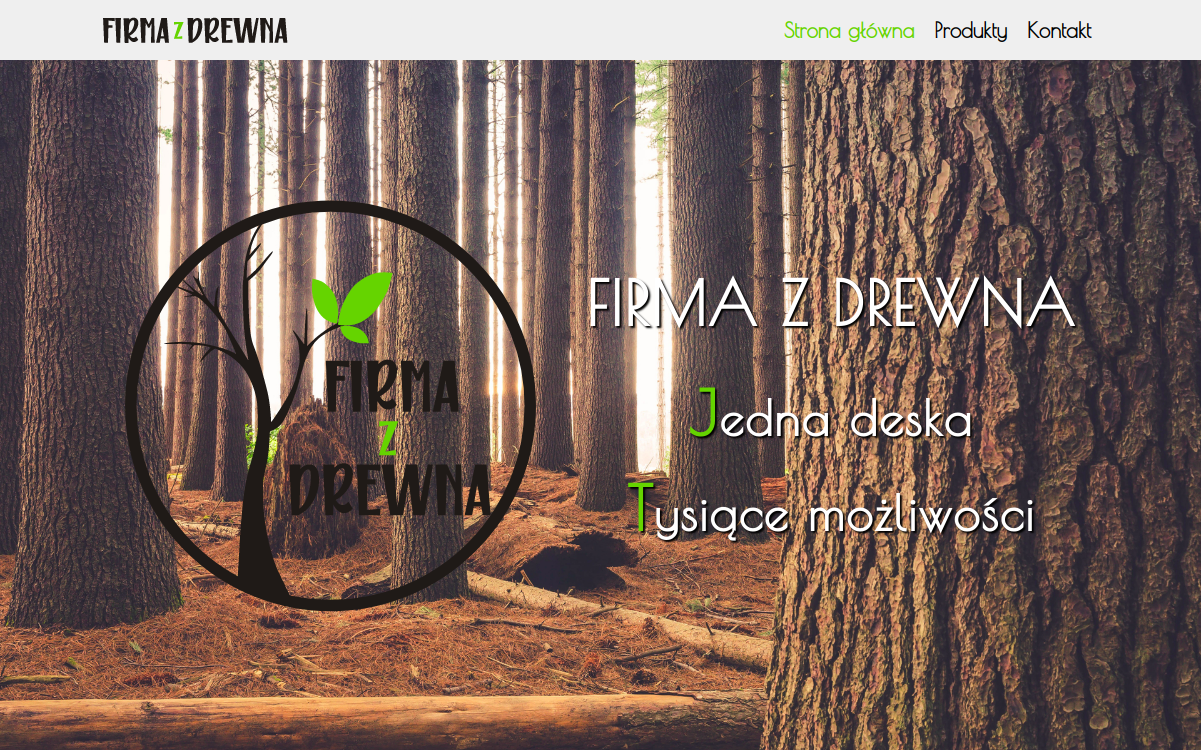 FIRMA Z DREWNA
Strona główna Produkty Kontakt
FIRMA
Z
DREWNA
FIRMA Z DREWNA
Jedna deska
Tysiące możliwości